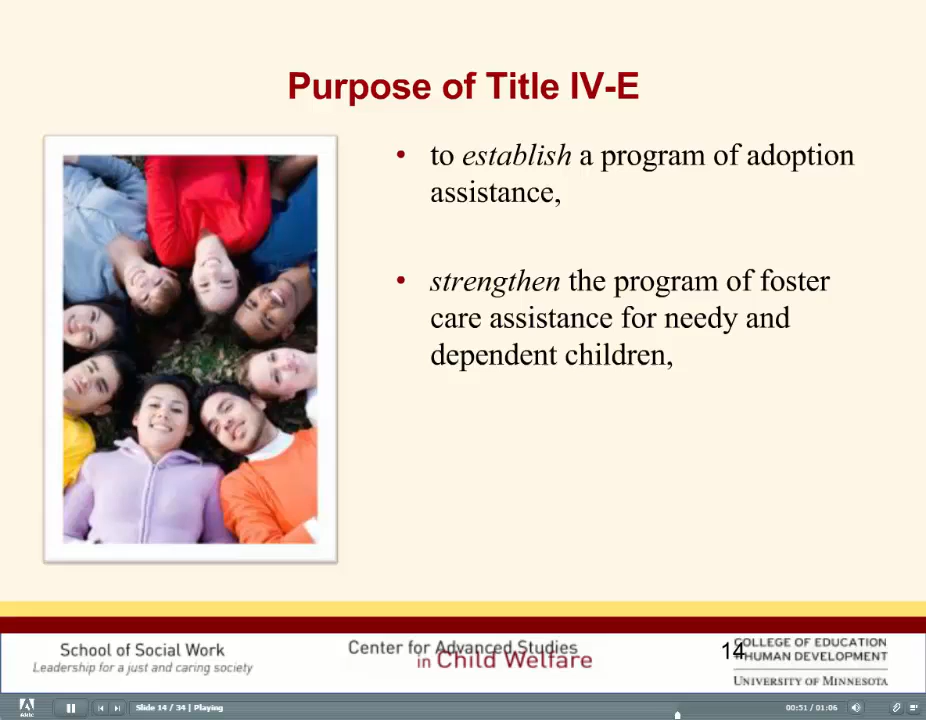 Purpose of Title IV-E
• to establish a program of adoption
assistance,
• strengthen the program of foster
care assistance for needy and
dependent children,
School of Social Work
Leadership for a just and caring society
Center for Advanced Studies
in Child Welfare
14
COLLEGE OF EDUCATION
+HUMAN DEVELOPMENT
UNIVERSITY OF MINNESOTA
Slide 14 / 34 | Playing
00:51 / 01:06